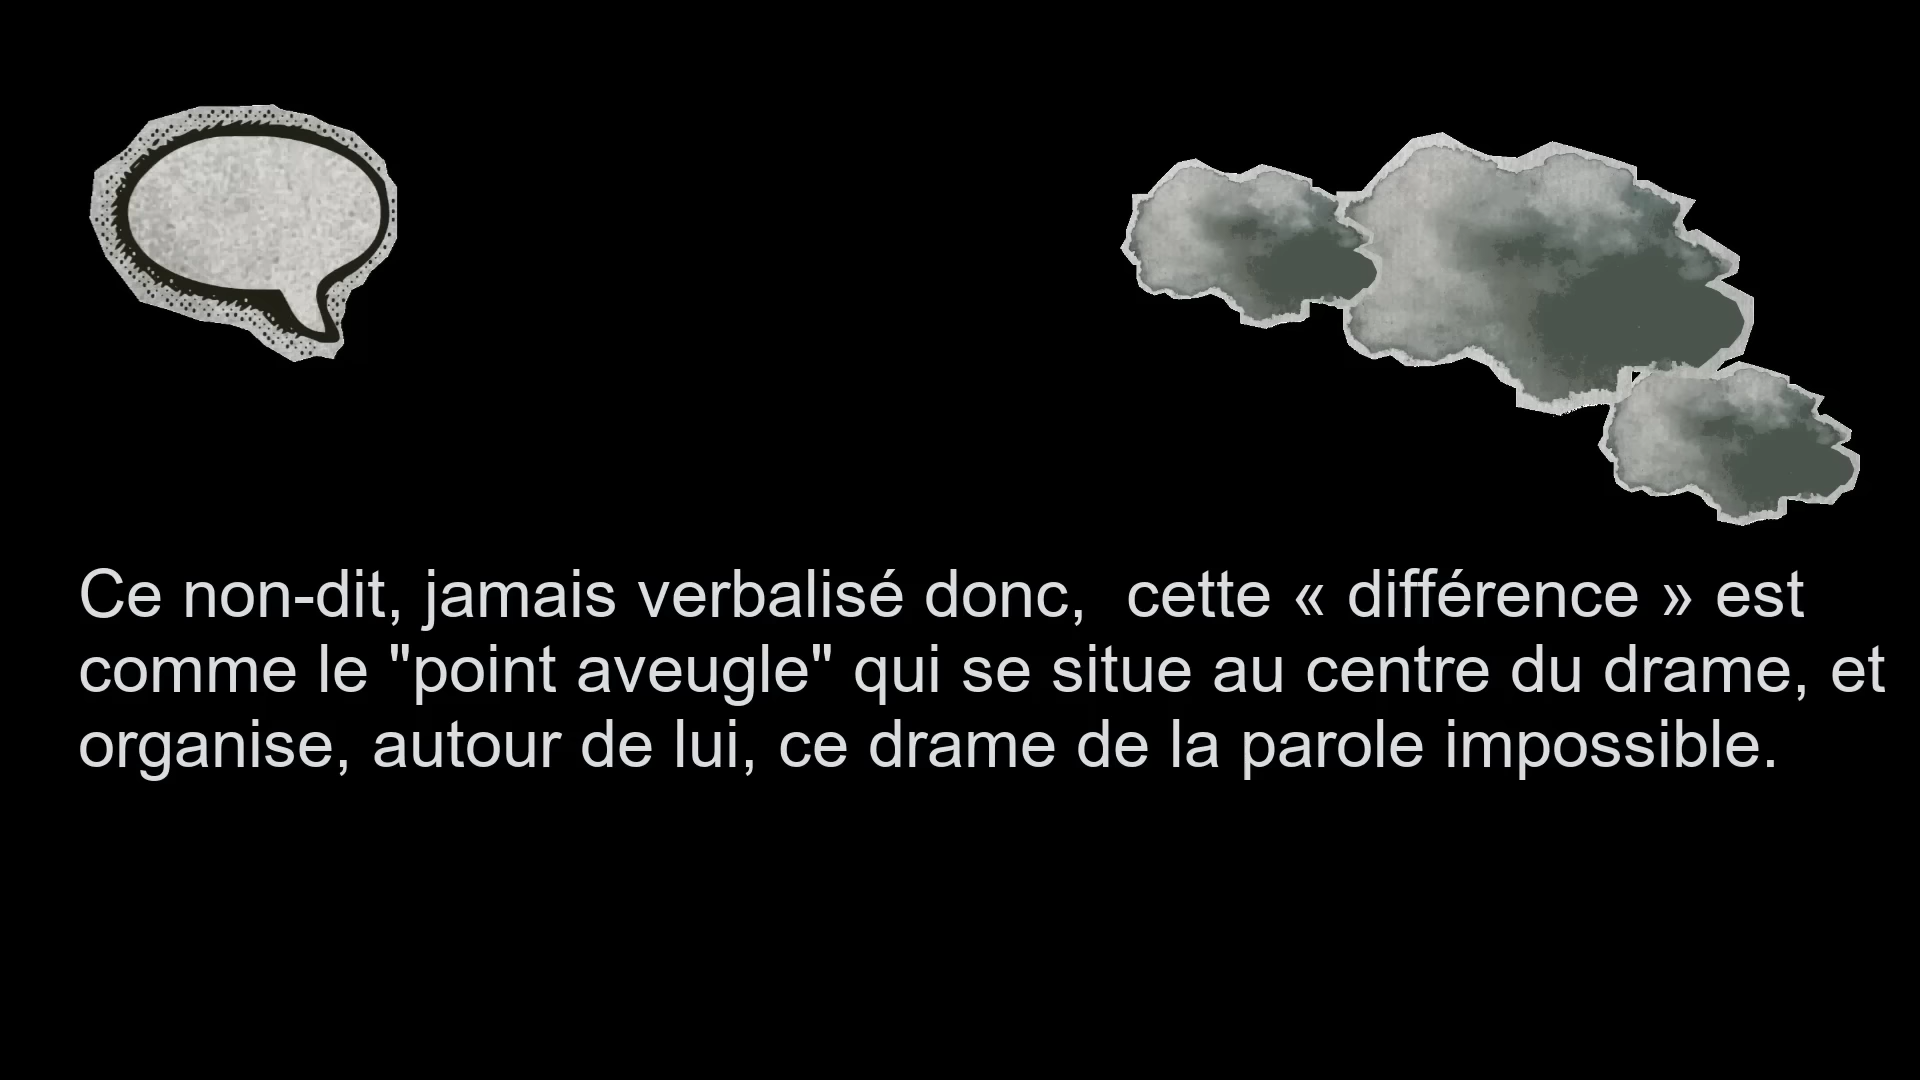 Ce non-dit, jamais verbalisé donc,  cette « différence » est
comme le "point aveugle" qui se situe au centre du drame, et
organise, autour de lui, ce drame de la parole impossible.